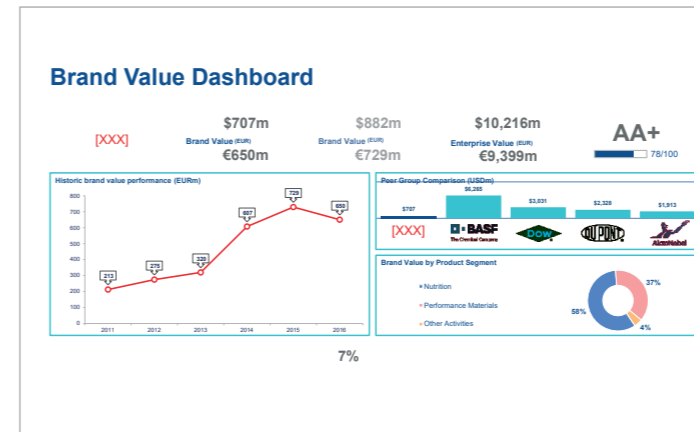 Brand Value Dashboard
[XXX]
$707m
Brand Value (EUR)
€650m
$882m
Brand Value (EUR)
€729m
$10,216m
Enterprise Value (EUR)
€9,399m
AA+
78/100
Historic brand value performance (EURm)
800
700
600
500
400
300
200
100
0
213
275
320
607
729
650
2011 2012 2013 2014 2015 2016
Peer Group Comparison (USDm)
$707 $6,285 $3,031 $2,328 $1,913
[XXX]
BASF
The Chemical Company
Dow
DUPONT
AkzoNobel
Brand Value by Product Segment
Nutrition
Performance Materials
Other Activities
37%
58%
4%
7%